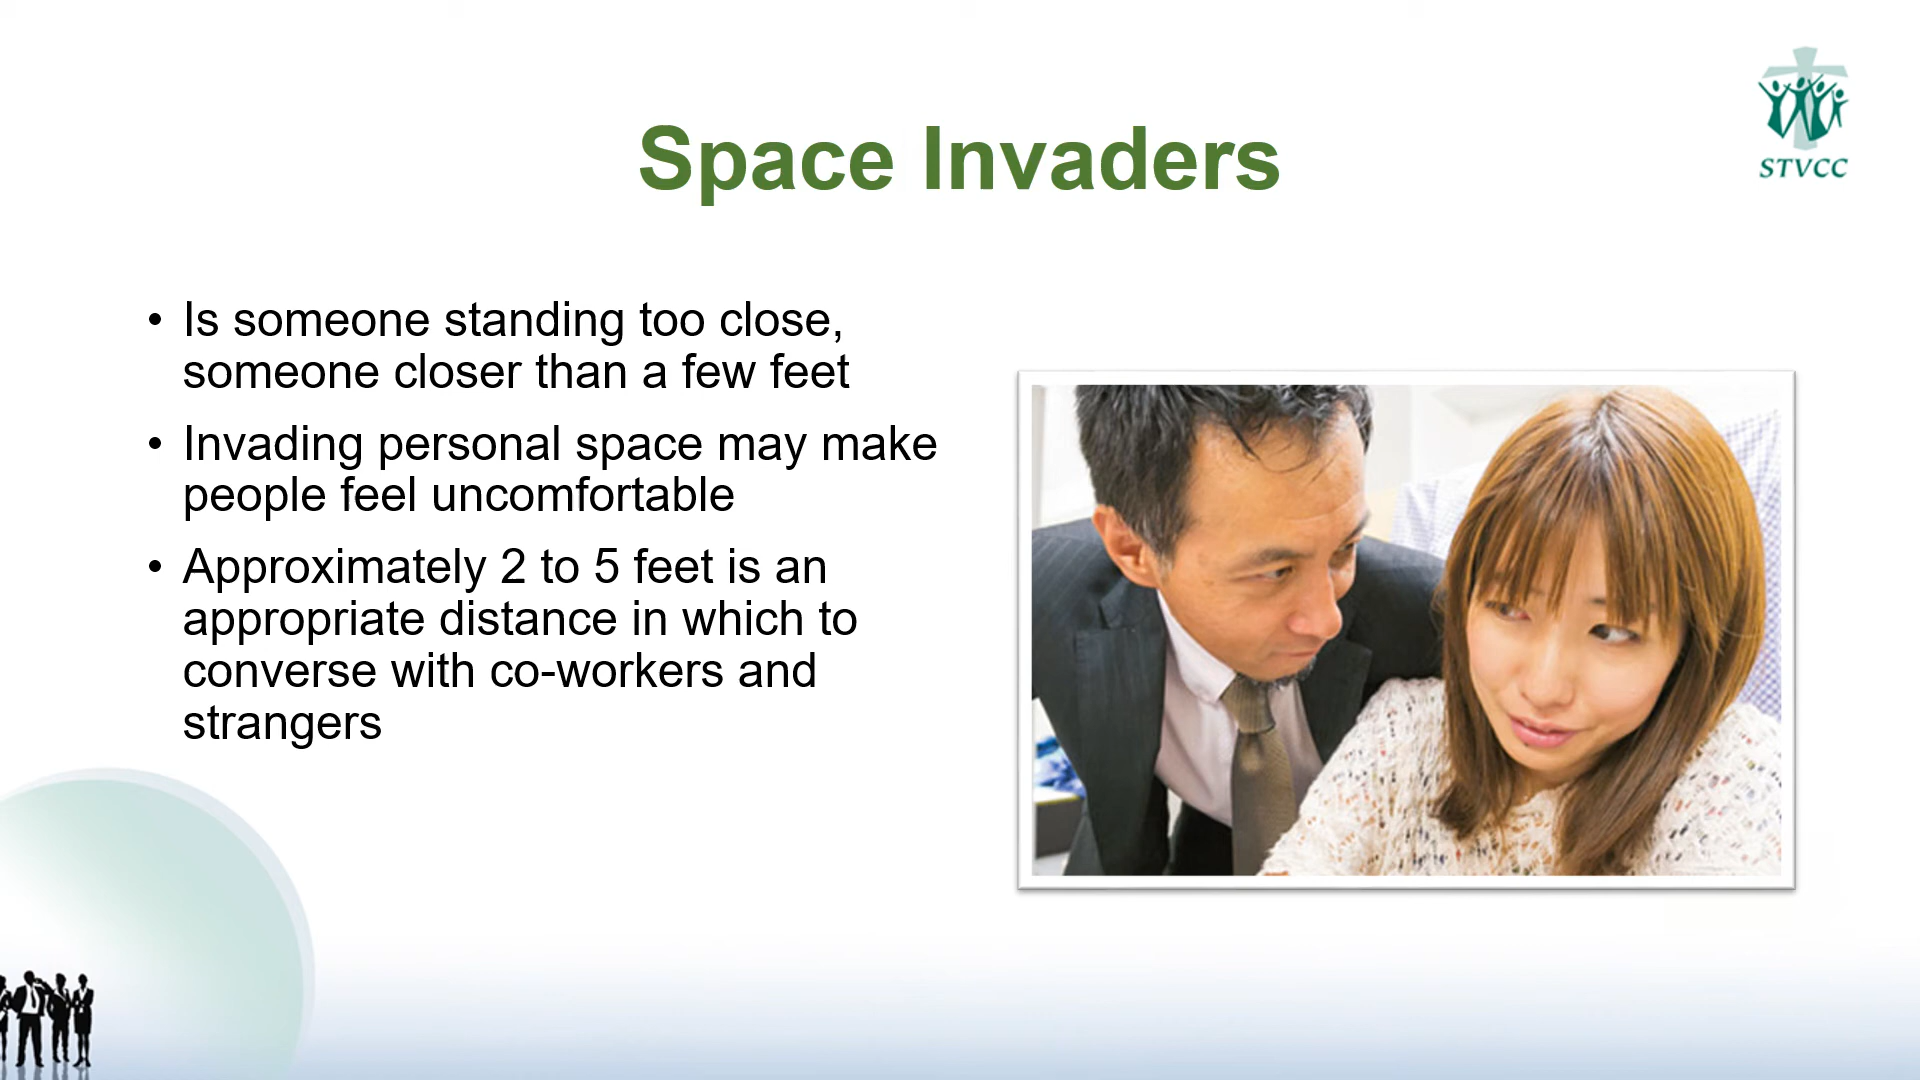 Space Invaders
STVCC
• Is someone standing too close,
someone closer than a few feet
• Invading personal space may make
people feel uncomfortable
• Approximately 2 to 5 feet is an
appropriate distance in which to
converse with co-workers and
strangers